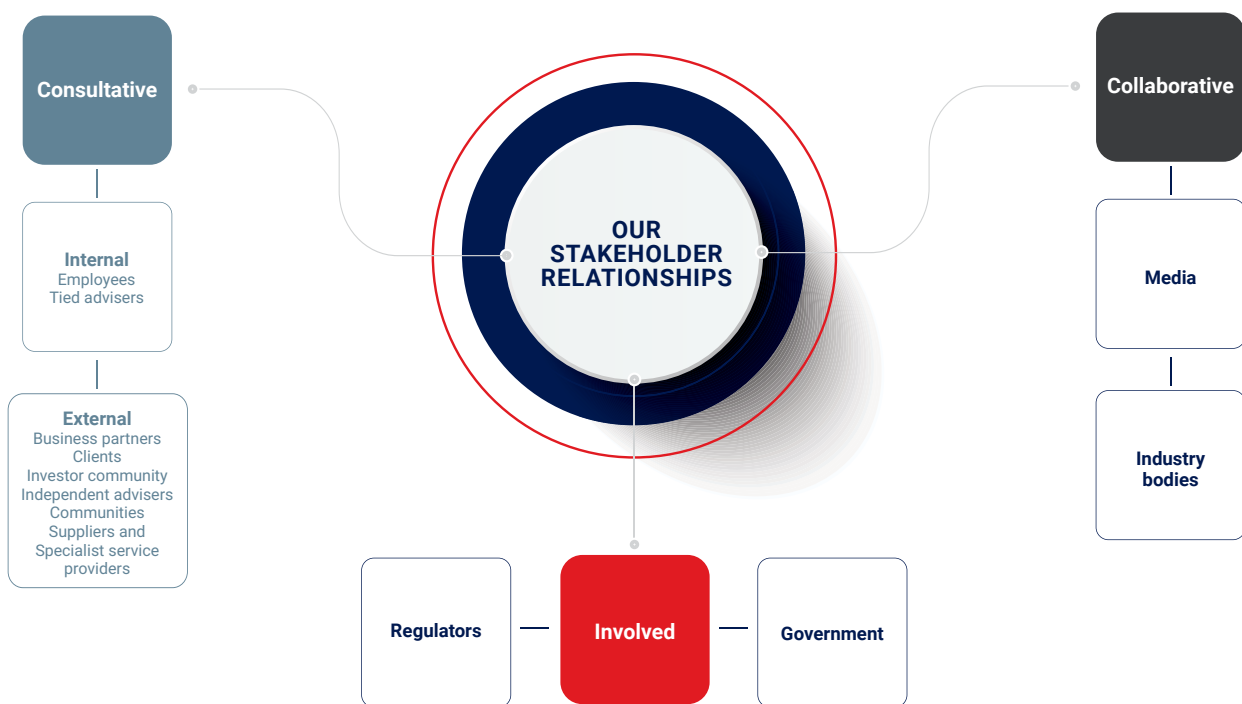 Consultative
Internal
Employees
Tied advisers
External
Business partners
Clients
Investor community
Independent advisers
Communities
Suppliers and
Specialist service
providers
OUR
STAKEHOLDER
RELATIONSHIPS
Regulators
Involved
Government
Collaborative
Media
Industry
bodies